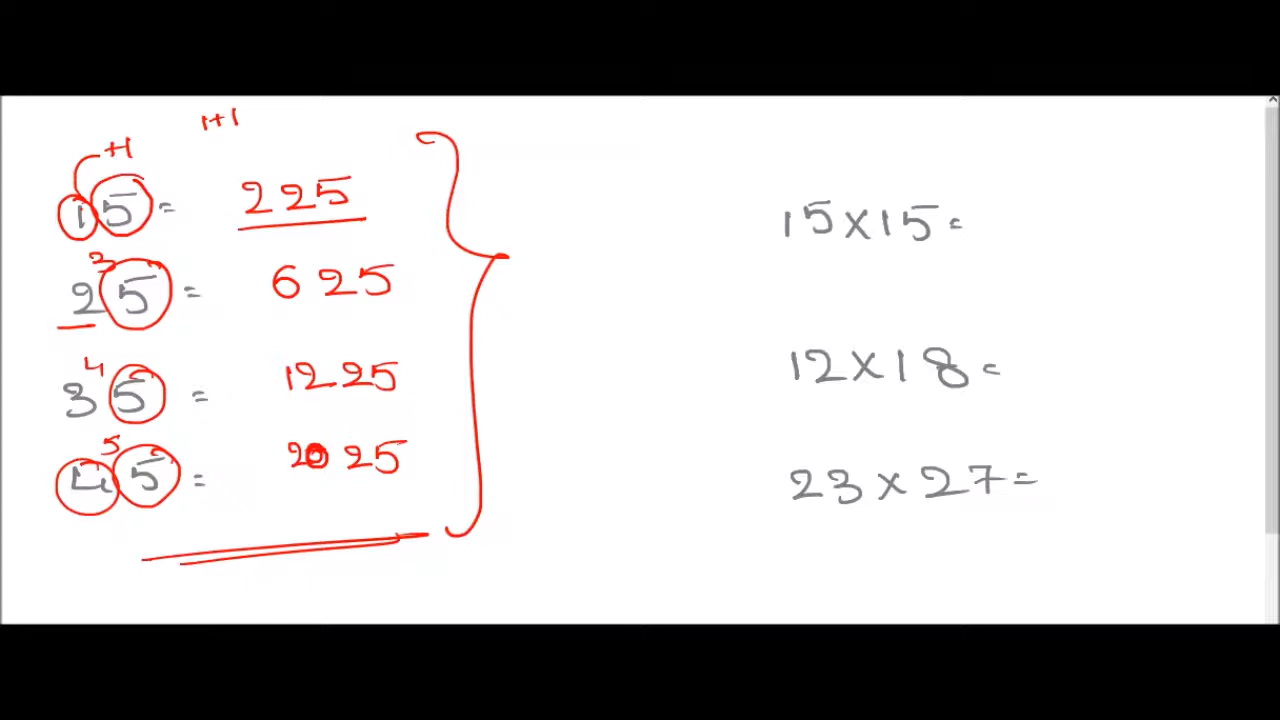 1+1
+1
15 = 225
3
25 = 625
4
35 = 1225
5
45 = 2025
15×15=
12×18=
23×27=